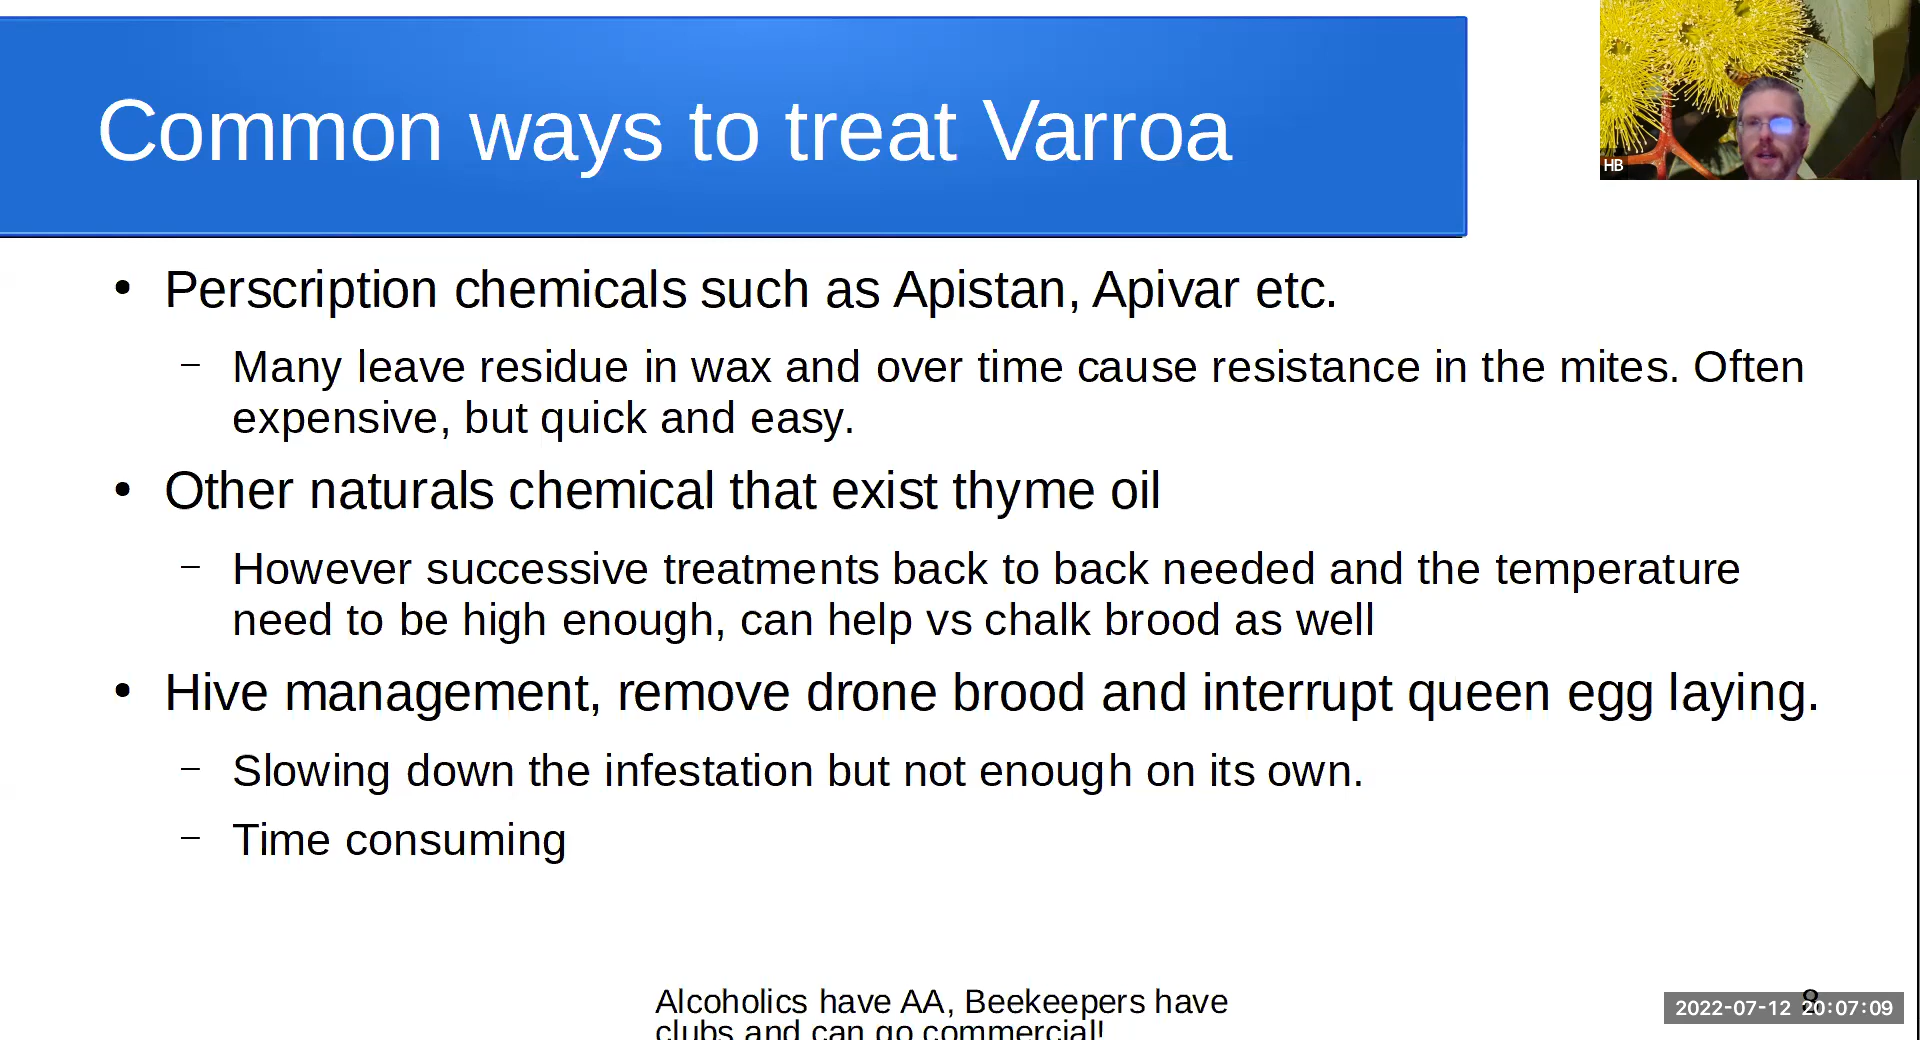 Common ways to treat Varroa
HB
• Perscription chemicals such as Apistan, Apivar etc.
– Many leave residue in wax and over time cause resistance in the mites. Often
expensive, but quick and easy.
• Other naturals chemical that exist thyme oil
– However successive treatments back to back needed and the temperature
need to be high enough, can help vs chalk brood as well
• Hive management, remove drone brood and interrupt queen egg laying.
– Slowing down the infestation but not enough on its own.
– Time consuming
Alcoholics have AA, Beekeepers have
clubs and can go commercial!
8
2022-07-12 20:07:09